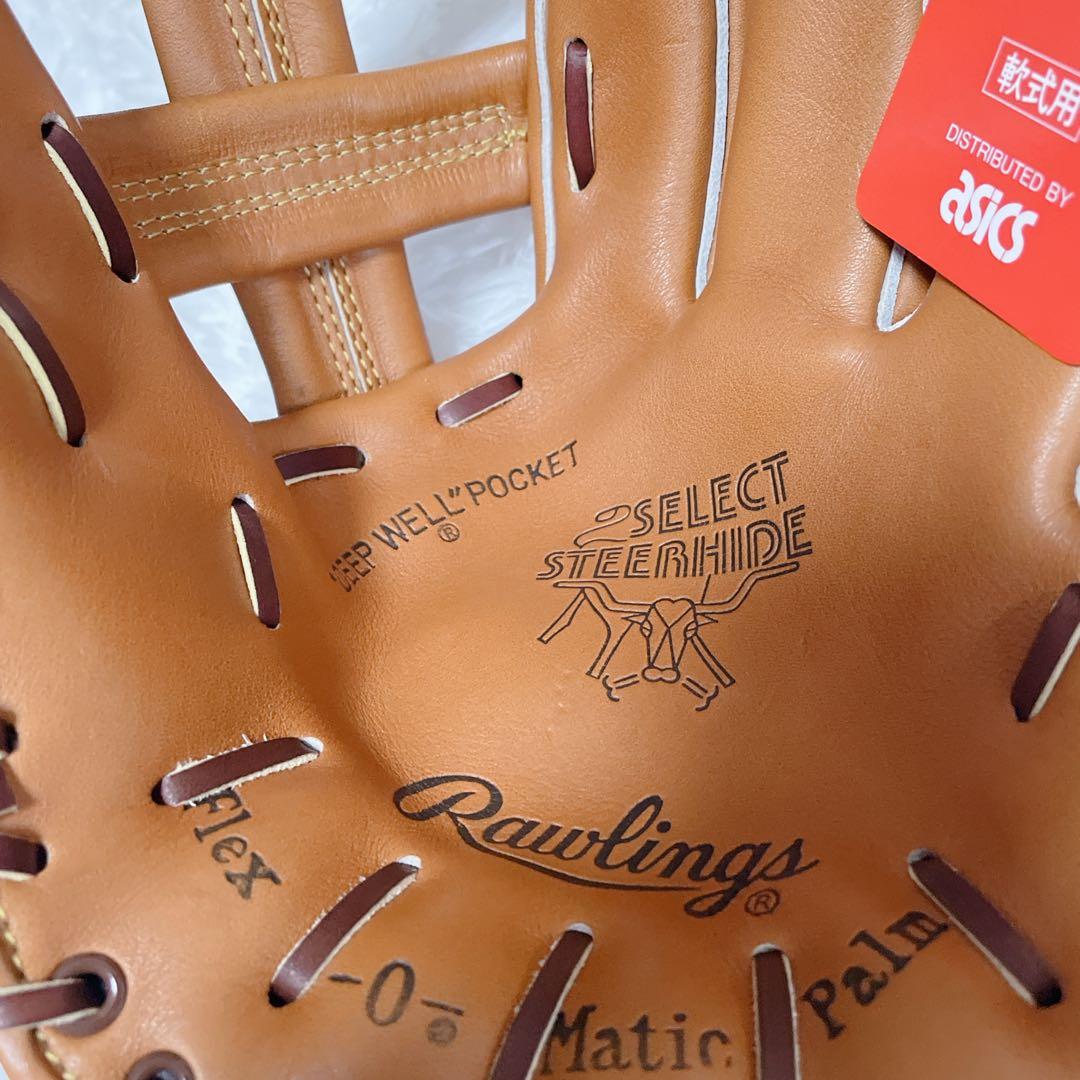 軟式用
DISTRIBUTED BY
asics
"DEEP WELL"® POCKET
SELECT
STEERHIDE
Rawlings®
Flex
-O-®
Matic
Palm